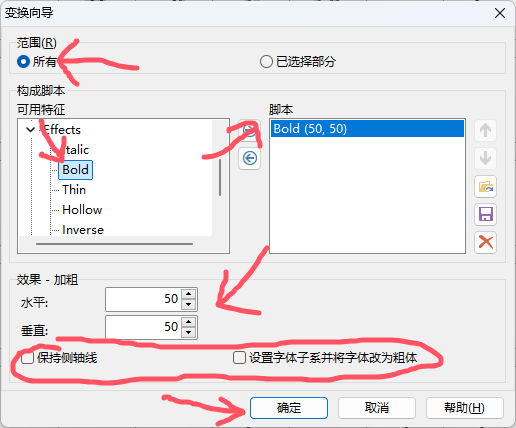 变换向导
范围(R)
所有
已选择部分
构成脚本
可用特征
脚本
Effects
Italic
Bold
Thin
Hollow
Inverse
Bold (50, 50)
效果 - 加粗
水平: 50
垂直: 50
保持侧轴线
设置字体子系并将字体改为粗体
确定
取消
帮助(H)